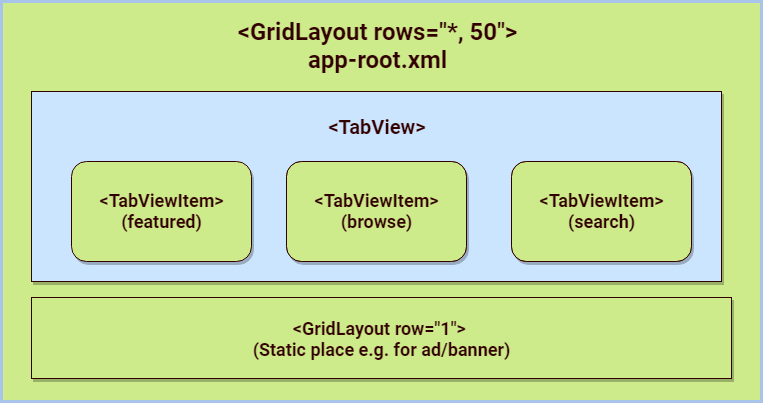 <GridLayout rows="*, 50">
app-root.xml
<TabView>
<TabViewItem>
(featured)
<TabViewItem>
(browse)
<TabViewItem>
(search)
<GridLayout row="1">
(Static place e.g. for ad/banner)